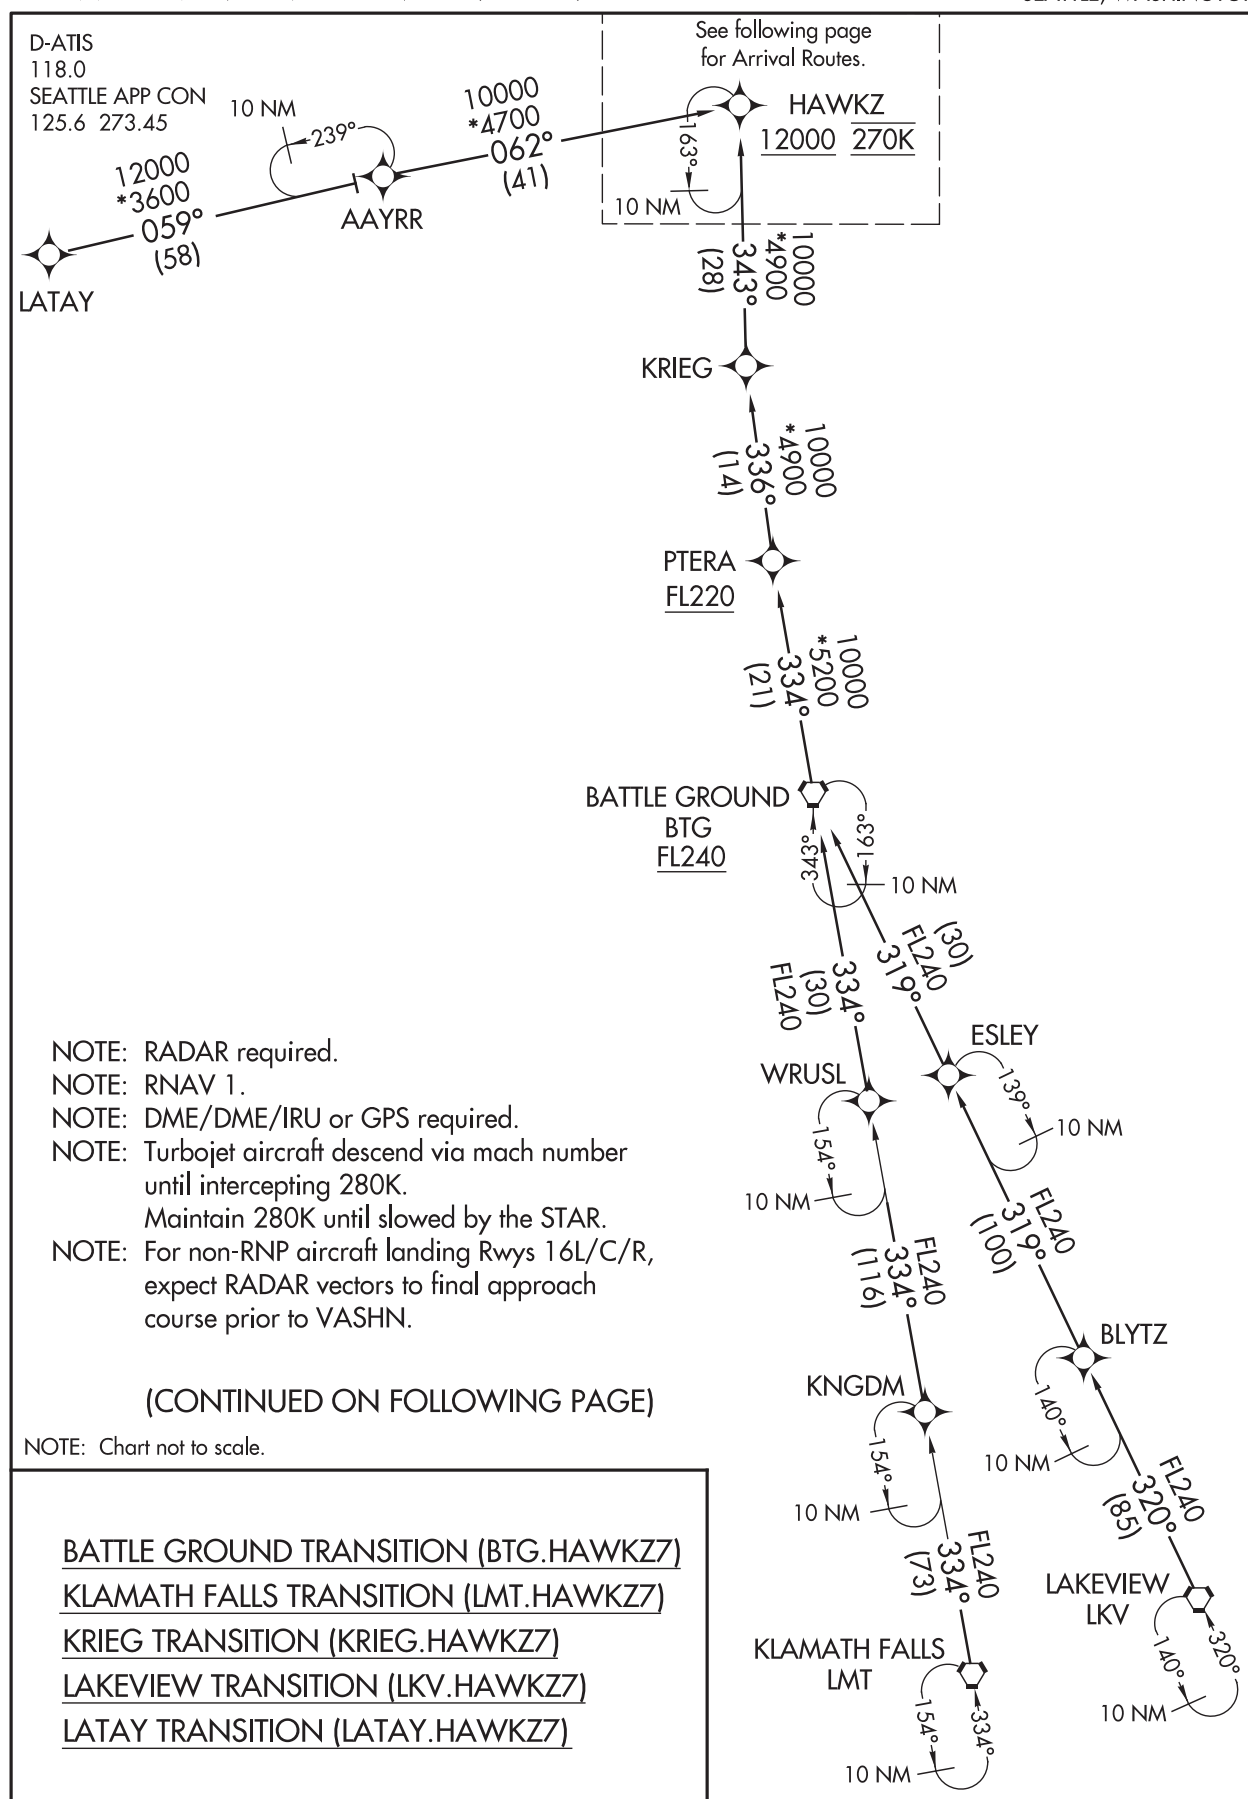 D-ATIS
118.0
SEATTLE APP CON
125.6 273.45
See following page
for Arrival Routes.
HAWKZ
12000 270K
163°
10 NM
10 NM
239°
10000
*4700
062°
(41)
12000
*3600
059°
(58)
AAYRR
LATAY
10000
*4900
343°
(28)
KRIEG
10000
*4900
336°
(14)
PTERA
FL220
10000
*5200
334°
(21)
BATTLE GROUND
BTG
FL240
343°
163°
10 NM
(30)
FL240
319°
334°
(30)
FL240
ESLEY
139°
10 NM
WRUSL
154°
10 NM
FL240
319°
(100)
FL240
334°
(116)
BLYTZ
140°
10 NM
KNGDM
154°
10 NM
FL240
320°
(85)
FL240
334°
(73)
LAKEVIEW
LKV
140°
320°
10 NM
KLAMATH FALLS
LMT
154°
334°
10 NM
NOTE: RADAR required.
NOTE: RNAV 1.
NOTE: DME/DME/IRU or GPS required.
NOTE: Turbojet aircraft descend via mach number
until intercepting 280K.
Maintain 280K until slowed by the STAR.
NOTE: For non-RNP aircraft landing Rwys 16L/C/R,
expect RADAR vectors to final approach
course prior to VASHN.
(CONTINUED ON FOLLOWING PAGE)
NOTE: Chart not to scale.
BATTLE GROUND TRANSITION (BTG.HAWKZ7)
KLAMATH FALLS TRANSITION (LMT.HAWKZ7)
KRIEG TRANSITION (KRIEG.HAWKZ7)
LAKEVIEW TRANSITION (LKV.HAWKZ7)
LATAY TRANSITION (LATAY.HAWKZ7)